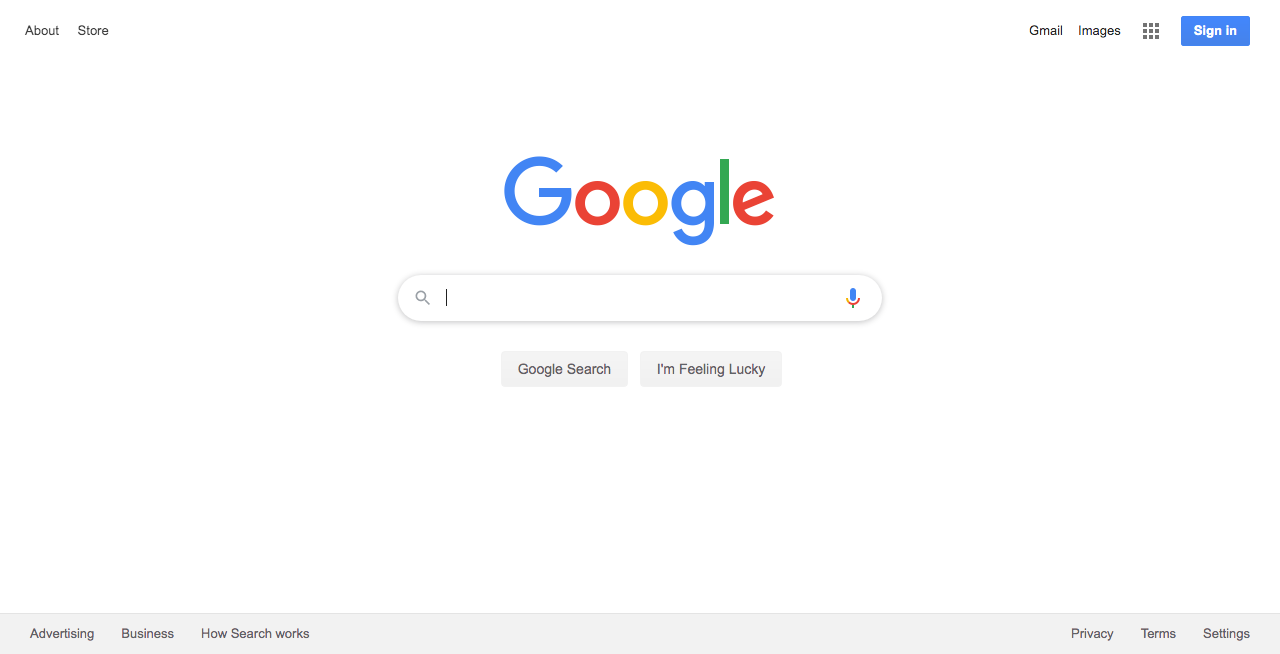 About Store Gmail Images Sign in
Google
Google Search I'm Feeling Lucky
Advertising Business How Search works Privacy Terms Settings